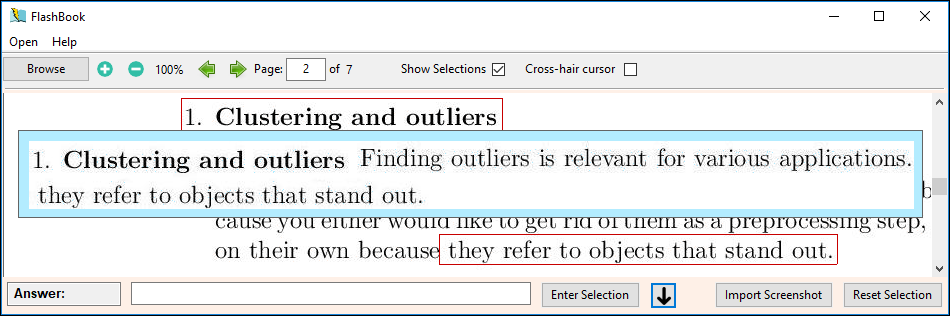 FlashBook
Open Help
Browse 100% Page: 2 of 7 Show Selections Cross-hair cursor
1. Clustering and outliers
1. Clustering and outliers Finding outliers is relevant for various applications.
they refer to objects that stand out.
cause you either would like to get rid of them as a preprocessing step,
on their own because they refer to objects that stand out.
Answer: Enter Selection Import Screenshot Reset Selection